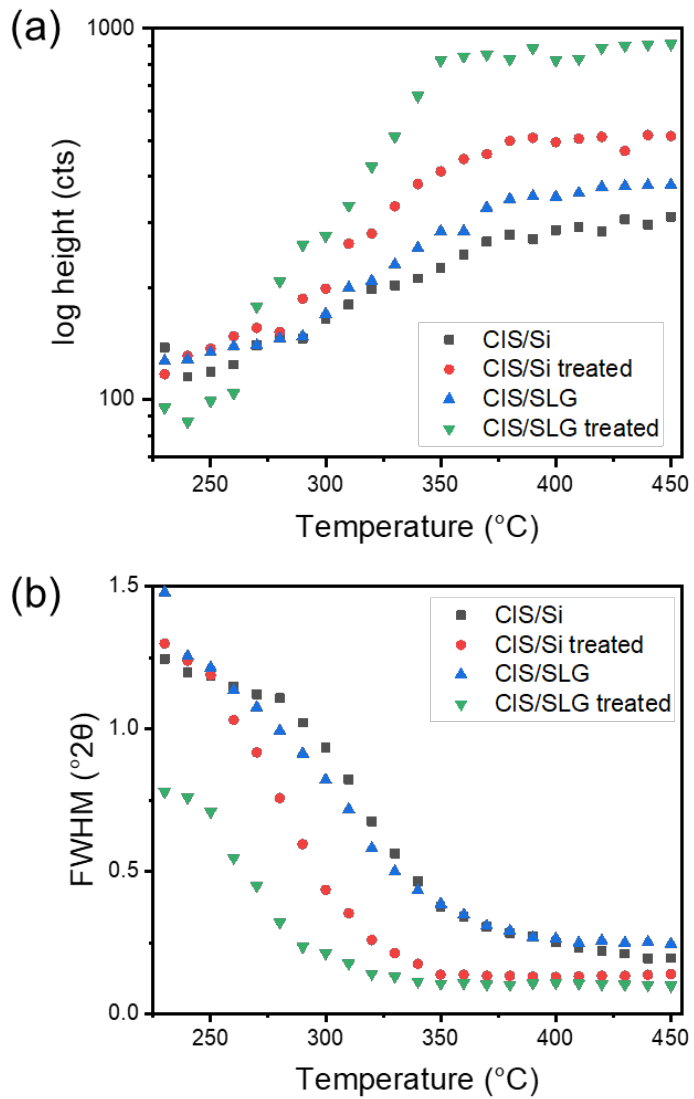 (a)
1000
100
log height (cts)
CIS/Si
CIS/Si treated
CIS/SLG
CIS/SLG treated
250 300 350 400 450
Temperature (°C)
(b)
1.5
1.0
0.5
0.0
FWHM (°2θ)
CIS/Si
CIS/Si treated
CIS/SLG
CIS/SLG treated
250 300 350 400 450
Temperature (°C)